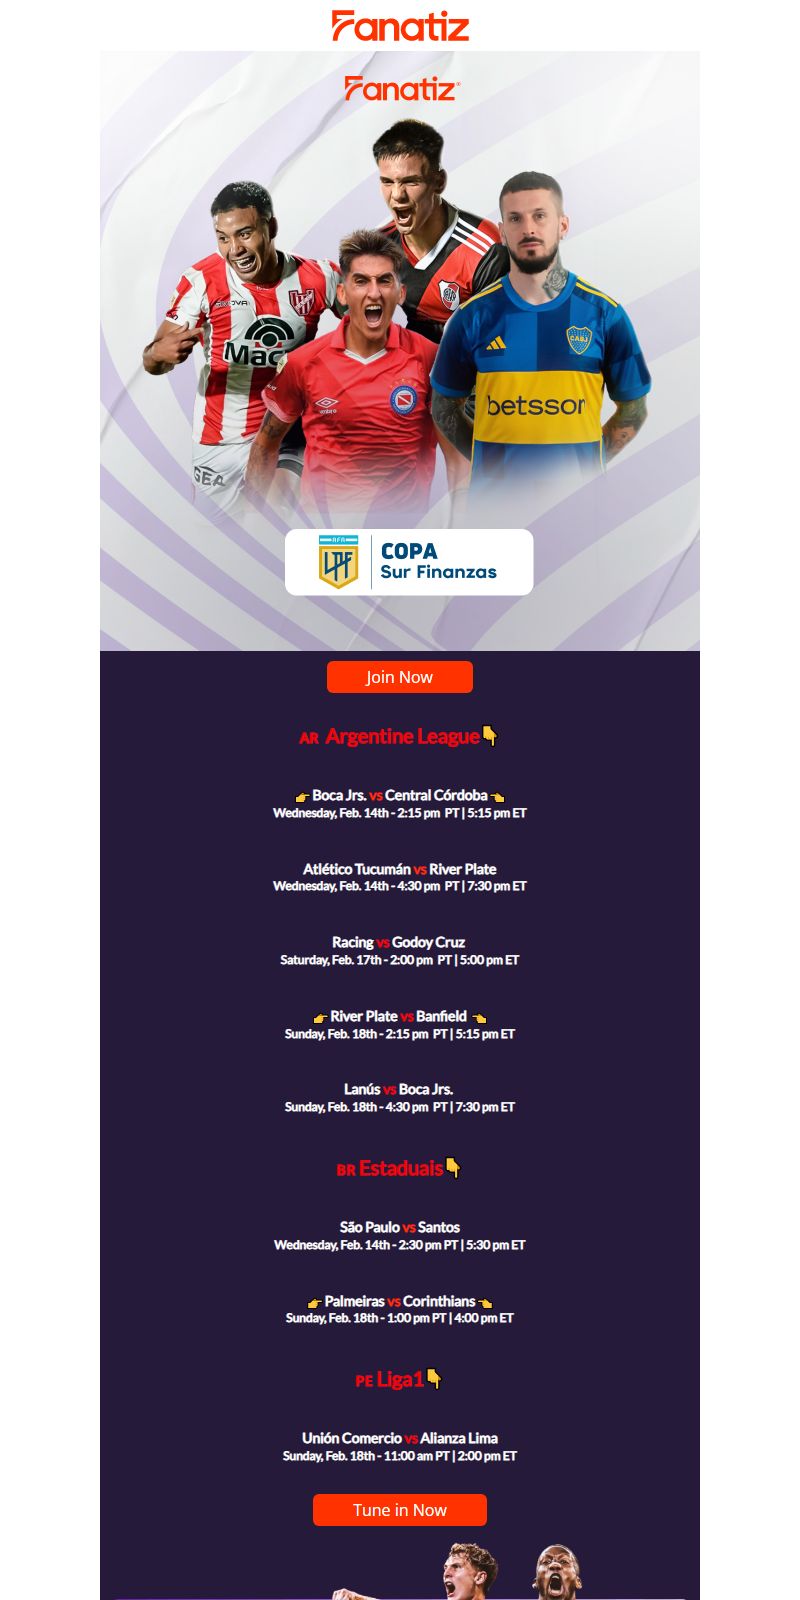 Fanatiz
Fanatiz
Mac
GEA
umbro
CABJ
betsson
AFA
LPF
COPA
Sur Finanzas
Join Now
AR Argentine League
Boca Jrs. vs Central Córdoba
Wednesday, Feb. 14th - 2:15 pm PT | 5:15 pm ET
Atlético Tucumán vs River Plate
Wednesday, Feb. 14th - 4:30 pm PT | 7:30 pm ET
Racing vs Godoy Cruz
Saturday, Feb. 17th - 2:00 pm PT | 5:00 pm ET
River Plate vs Banfield
Sunday, Feb. 18th - 2:15 pm PT | 5:15 pm ET
Lanús vs Boca Jrs.
Sunday, Feb. 18th - 4:30 pm PT | 7:30 pm ET
BR Estaduais
São Paulo vs Santos
Wednesday, Feb. 14th - 2:30 pm PT | 5:30 pm ET
Palmeiras vs Corinthians
Sunday, Feb. 18th - 1:00 pm PT | 4:00 pm ET
PE Liga1
Unión Comercio vs Alianza Lima
Sunday, Feb. 18th - 11:00 am PT | 2:00 pm ET
Tune in Now